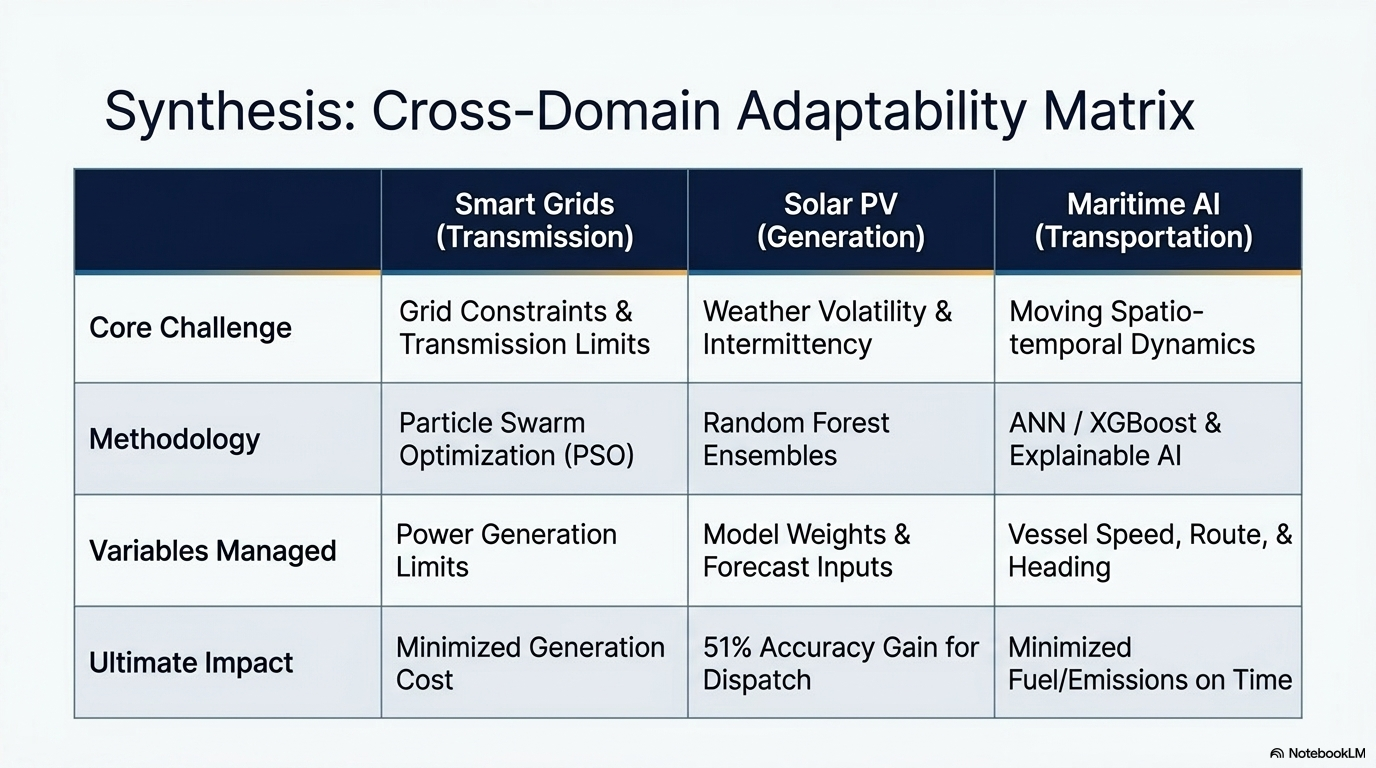 Synthesis: Cross-Domain Adaptability Matrix
Smart Grids
(Transmission)
Solar PV
(Generation)
Maritime AI
(Transportation)
Core Challenge
Grid Constraints &
Transmission Limits
Weather Volatility &
Intermittency
Moving Spatio-
temporal Dynamics
Methodology
Particle Swarm
Optimization (PSO)
Random Forest
Ensembles
ANN / XGBoost &
Explainable AI
Variables Managed
Power Generation
Limits
Model Weights &
Forecast Inputs
Vessel Speed, Route, &
Heading
Ultimate Impact
Minimized Generation
Cost
51% Accuracy Gain for
Dispatch
Minimized
Fuel/Emissions on Time
NotebookLM